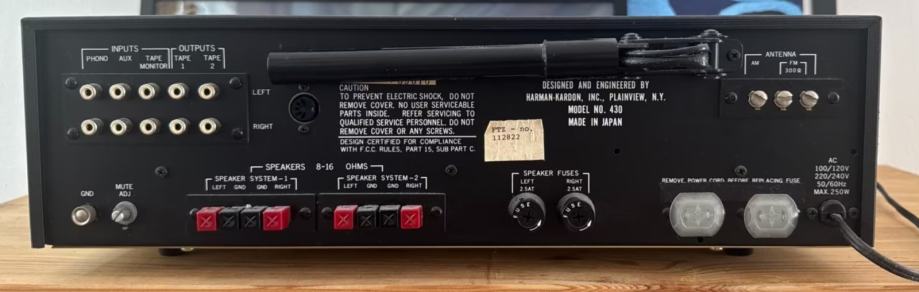 INPUTS OUTPUTS
PHONO AUX TAPE MONITOR TAPE 1 TAPE 2
LEFT
RIGHT
CAUTION
TO PREVENT ELECTRIC SHOCK, DO NOT
REMOVE COVER. NO USER SERVICEABLE
PARTS INSIDE. REFER SERVICING TO
QUALIFIED SERVICE PERSONNEL. DO NOT
REMOVE COVER OR ANY SCREWS.
DESIGN CERTIFIED FOR COMPLIANCE
WITH F.C.C. RULES, PART 15, SUB PART C.
DESIGNED AND ENGINEERED BY
HARMAN-KARDON, INC., PLAINVIEW, N.Y.
MODEL NO. 430
MADE IN JAPAN
FTZ - no.
112822
ANTENNA
AM FM
300Ω
GND
MUTE
ADJ
SPEAKERS 8-16 OHMS
SPEAKER SYSTEM-1
LEFT GND GND RIGHT
SPEAKER SYSTEM-2
LEFT GND GND RIGHT
SPEAKER FUSES
LEFT RIGHT
2.5AT 2.5AT
FUSE FUSE
REMOVE POWER CORD BEFORE REPLACING FUSE.
AC
100/120V
220/240V
50/60Hz
MAX. 250W